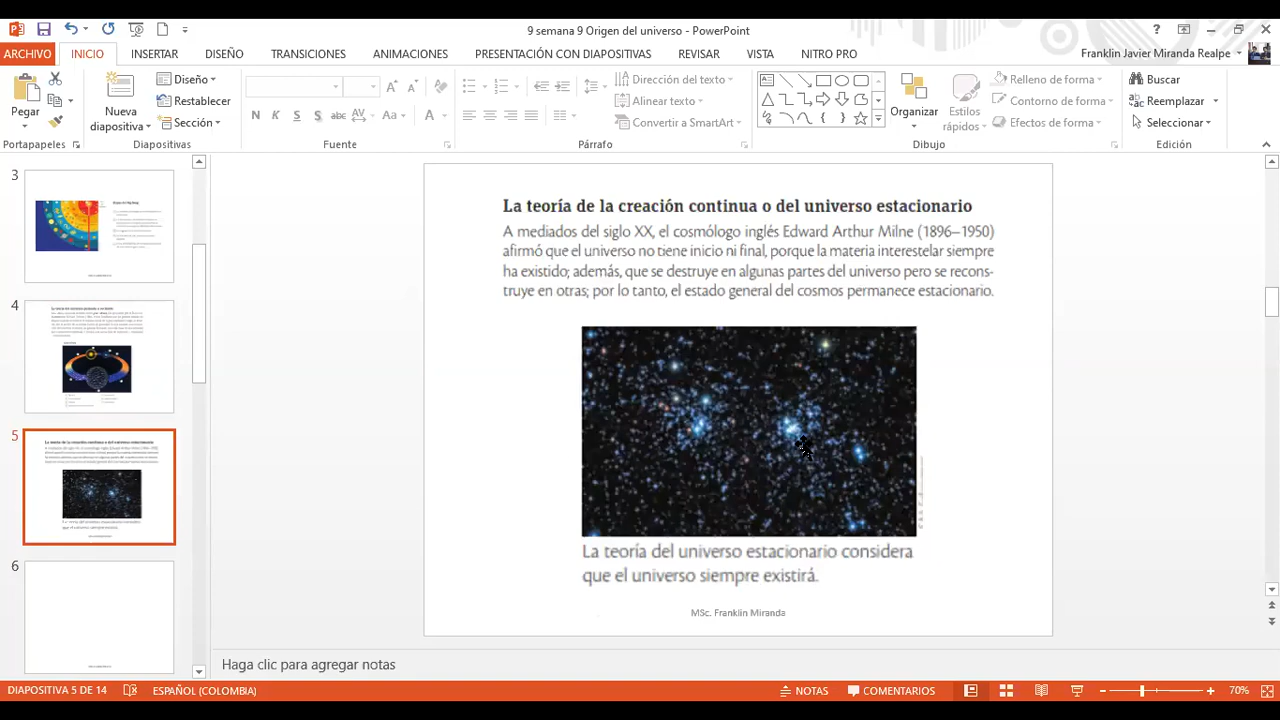 9 semana 9 Origen del universo - PowerPoint
ARCHIVO INICIO INSERTAR DISEÑO TRANSICIONES ANIMACIONES PRESENTACIÓN CON DIAPOSITIVAS REVISAR VISTA NITRO PRO Franklin Javier Miranda Realpe
Pegar
Nueva diapositiva
Diseño
Restablecer
Sección
N K S S abc AV Aa A
Dirección del texto
Alinear texto
Convertir a SmartArt
Organizar
Estilos rápidos
Relleno de forma
Contorno de forma
Efectos de forma
Buscar
Reemplazar
Seleccionar
Portapapeles Diapositivas Fuente Párrafo Dibujo Edición
3
4
5
6
La teoría de la creación continua o del universo estacionario
A mediados del siglo XX, el cosmólogo inglés Edward Arthur Milne (1896–1950)
afirmó que el universo no tiene inicio ni final, porque la materia interestelar siempre
ha existido; además, que se destruye en algunas partes del universo pero se recons-
truye en otras; por lo tanto, el estado general del cosmos permanece estacionario.
La teoría del universo estacionario considera
que el universo siempre existirá.
MSc. Franklin Miranda
Haga clic para agregar notas
DIAPOSITIVA 5 DE 14 ESPAÑOL (COLOMBIA) NOTAS COMENTARIOS 70%